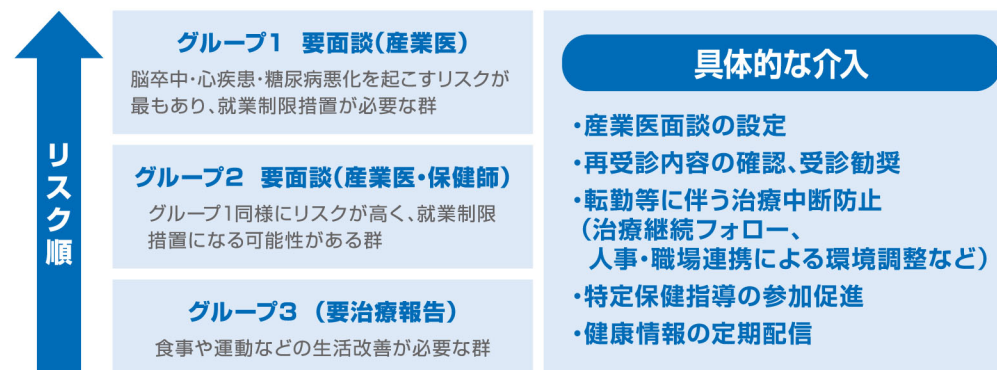 リスク順
グループ1 要面談(産業医)
脳卒中・心疾患・糖尿病悪化を起こすリスクが
最もあり、就業制限措置が必要な群
グループ2 要面談(産業医・保健師)
グループ1同様にリスクが高く、就業制限
措置になる可能性がある群
グループ3 (要治療報告)
食事や運動などの生活改善が必要な群
具体的な介入
・産業医面談の設定
・再受診内容の確認、受診勧奨
・転勤等に伴う治療中断防止
(治療継続フォロー、
人事・職場連携による環境調整など)
・特定保健指導の参加促進
・健康情報の定期配信